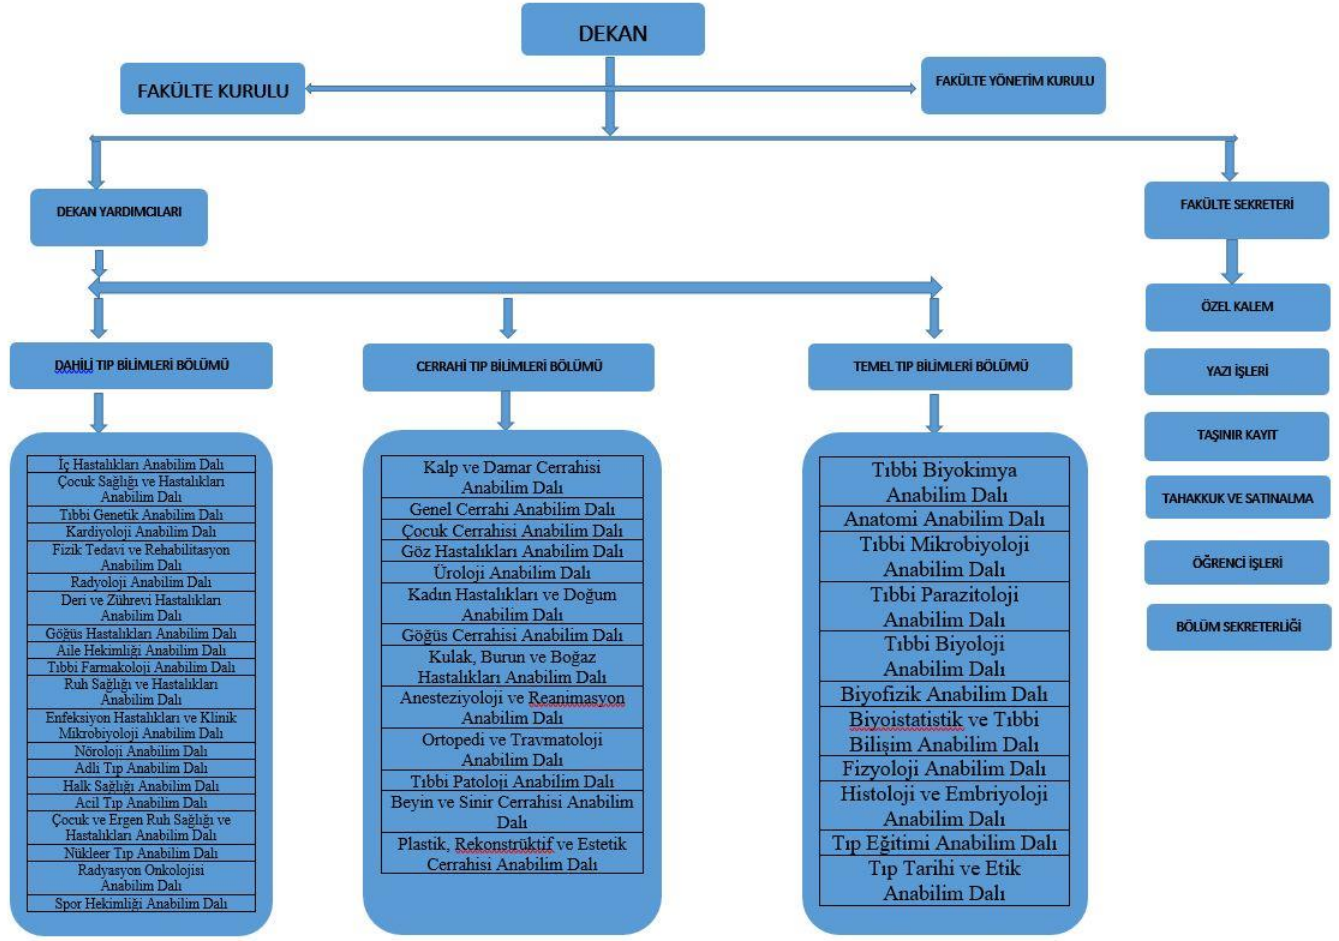 DEKAN
FAKÜLTE KURULU
FAKÜLTE YÖNETİM KURULU
DEKAN YARDIMCILARI
FAKÜLTE SEKRETERİ
DAHİLİ TIP BİLİMLERİ BÖLÜMÜ
CERRAHİ TIP BİLİMLERİ BÖLÜMÜ
TEMEL TIP BİLİMLERİ BÖLÜMÜ
İç Hastalıkları Anabilim Dalı
Çocuk Sağlığı ve Hastalıkları
Anabilim Dalı
Tıbbi Genetik Anabilim Dalı
Kardiyoloji Anabilim Dalı
Fizik Tedavi ve Rehabilitasyon
Anabilim Dalı
Radyoloji Anabilim Dalı
Deri ve Zührevi Hastalıkları
Anabilim Dalı
Göğüs Hastalıkları Anabilim Dalı
Aile Hekimliği Anabilim Dalı
Tıbbi Farmakoloji Anabilim Dalı
Ruh Sağlığı ve Hastalıkları
Anabilim Dalı
Enfeksiyon Hastalıkları ve Klinik
Mikrobiyoloji Anabilim Dalı
Nöroloji Anabilim Dalı
Adli Tıp Anabilim Dalı
Halk Sağlığı Anabilim Dalı
Acil Tıp Anabilim Dalı
Çocuk ve Ergen Ruh Sağlığı ve
Hastalıkları Anabilim Dalı
Nükleer Tıp Anabilim Dalı
Radyasyon Onkolojisi
Anabilim Dalı
Spor Hekimliği Anabilim Dalı
Kalp ve Damar Cerrahisi
Anabilim Dalı
Genel Cerrahi Anabilim Dalı
Çocuk Cerrahisi Anabilim Dalı
Göz Hastalıkları Anabilim Dalı
Üroloji Anabilim Dalı
Kadın Hastalıkları ve Doğum
Anabilim Dalı
Göğüs Cerrahisi Anabilim Dalı
Kulak, Burun ve Boğaz
Hastalıkları Anabilim Dalı
Anesteziyoloji ve Reanimasyon
Anabilim Dalı
Ortopedi ve Travmatoloji
Anabilim Dalı
Tıbbi Patoloji Anabilim Dalı
Beyin ve Sinir Cerrahisi Anabilim
Dalı
Plastik, Rekonstrüktif ve Estetik
Cerrahisi Anabilim Dalı
Tıbbi Biyokimya
Anabilim Dalı
Anatomi Anabilim Dalı
Tıbbi Mikrobiyoloji
Anabilim Dalı
Tıbbi Parazitoloji
Anabilim Dalı
Tıbbi Biyoloji
Anabilim Dalı
Biyofizik Anabilim Dalı
Biyoistatistik ve Tıbbi
Bilişim Anabilim Dalı
Fizyoloji Anabilim Dalı
Histoloji ve Embriyoloji
Anabilim Dalı
Tıp Eğitimi Anabilim Dalı
Tıp Tarihi ve Etik
Anabilim Dalı
ÖZEL KALEM
YAZI İŞLERİ
TAŞINIR KAYIT
TAHAKKUK VE SATINALMA
ÖĞRENCİ İŞLERİ
BÖLÜM SEKRETERLİĞİ